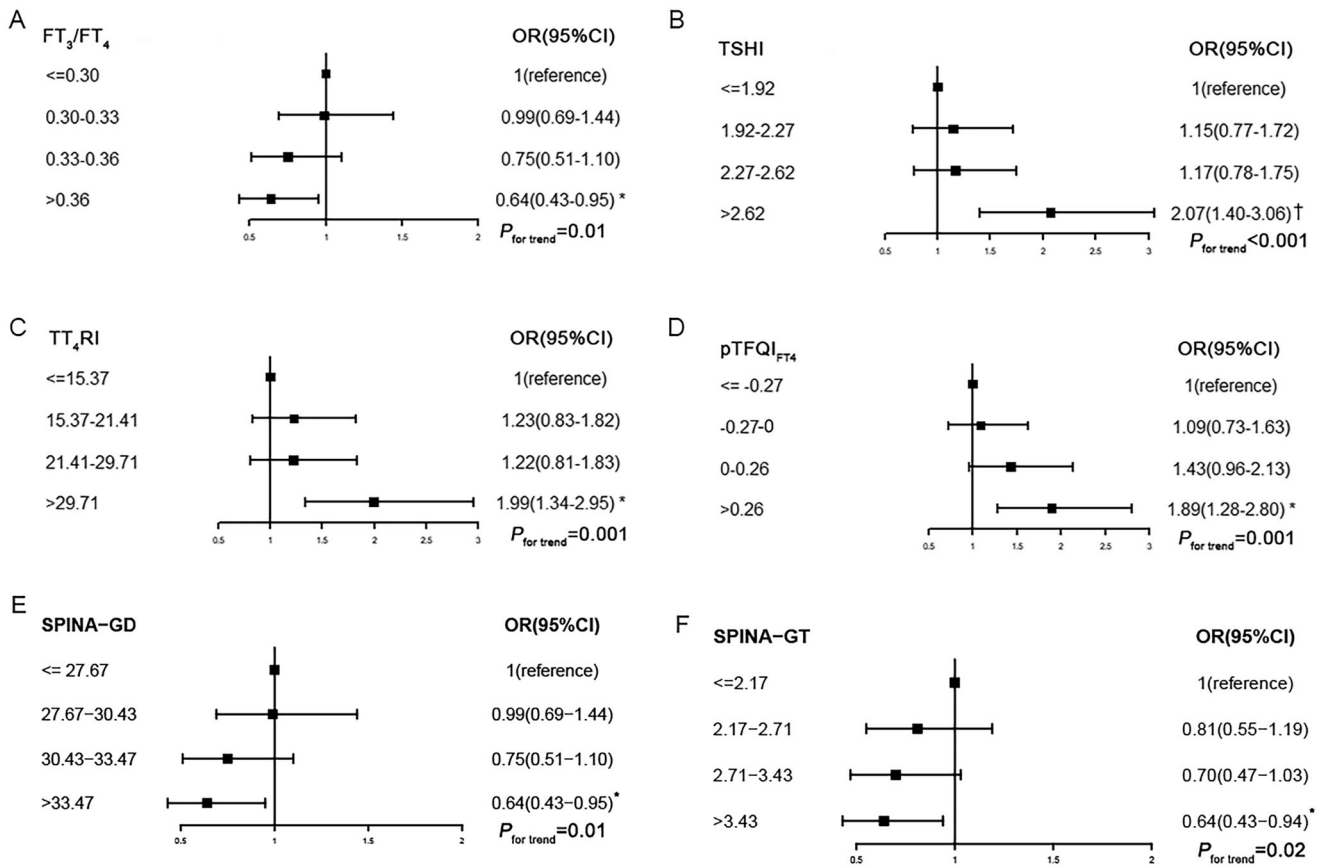 A
FT3/FT4 OR(95%CI)
<=0.30 1(reference)
0.30-0.33 0.99(0.69-1.44)
0.33-0.36 0.75(0.51-1.10)
>0.36 0.64(0.43-0.95) *
0.5 1 1.5 2
P for trend=0.01
B
TSHI OR(95%CI)
<=1.92 1(reference)
1.92-2.27 1.15(0.77-1.72)
2.27-2.62 1.17(0.78-1.75)
>2.62 2.07(1.40-3.06)†
P for trend<0.001
0.5 1 1.5 2 2.5 3
C
TT4RI OR(95%CI)
<=15.37 1(reference)
15.37-21.41 1.23(0.83-1.82)
21.41-29.71 1.22(0.81-1.83)
>29.71 1.99(1.34-2.95) *
0.5 1 1.5 2 2.5 3
P for trend=0.001
D
pTFQIFT4 OR(95%CI)
<= -0.27 1(reference)
-0.27-0 1.09(0.73-1.63)
0-0.26 1.43(0.96-2.13)
>0.26 1.89(1.28-2.80) *
P for trend=0.001
0.5 1 1.5 2 2.5 3
E
SPINA−GD OR(95%CI)
<= 27.67 1(reference)
27.67−30.43 0.99(0.69−1.44)
30.43−33.47 0.75(0.51−1.10)
>33.47 0.64(0.43−0.95)*
P for trend=0.01
0.5 1 1.5 2
F
SPINA−GT OR(95%CI)
<=2.17 1(reference)
2.17−2.71 0.81(0.55−1.19)
2.71−3.43 0.70(0.47−1.03)
>3.43 0.64(0.43−0.94)*
P for trend=0.02
0.5 1 1.5 2